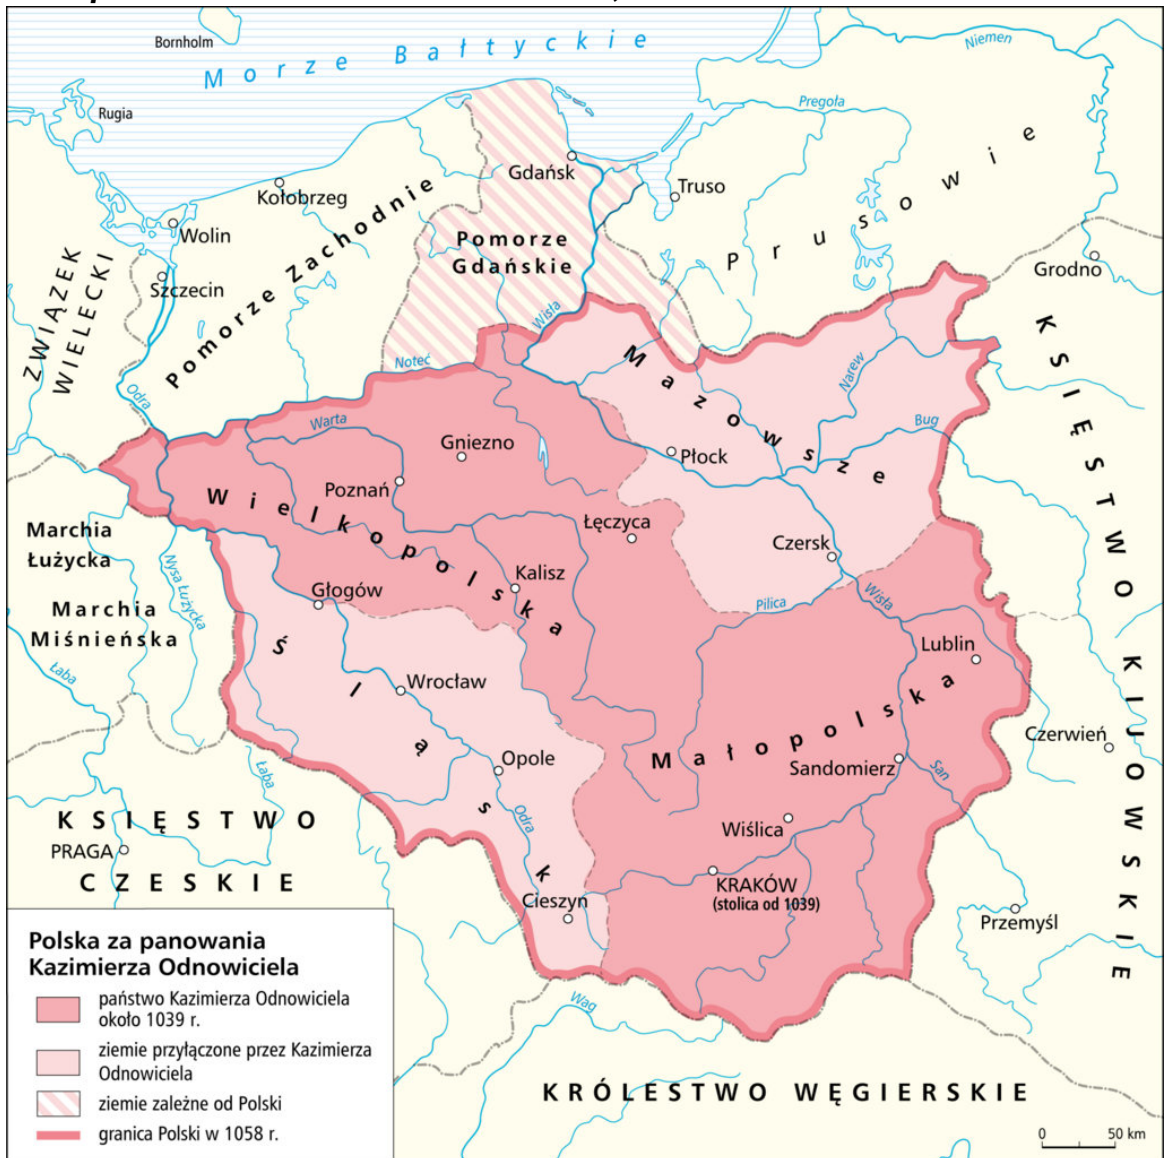 Bornholm
Morze Bałtyckie
Niemen
Rugia
Pregoła
Gdańsk
Truso
Kołobrzeg
Wolin
Prusowie
Pomorze
Gdańskie
Pomorze Zachodnie
Grodno
Szczecin
ZWIĄZEK
WIELECKI
Wisła
Noteć
Odra
Mazowsze
Narew
KSIĘSTWO KIJOWSKIE
Warta
Gniezno
Bug
Płock
Poznań
Wielkopolska
Łęczyca
Marchia
Łużycka
Czersk
Nysa Łużycka
Kalisz
Głogów
Pilica
Wisła
Marchia
Miśnieńska
Lublin
Śląsk
Łaba
Wrocław
Małopolska
Czerwień
Opole
Sandomierz
San
Łaba
KSIĘSTWO
Odra
Wiślica
PRAGA
CZESKIE
KRAKÓW
(stolica od 1039)
Cieszyn
Przemyśl
Polska za panowania
Kazimierza Odnowiciela
państwo Kazimierza Odnowiciela
około 1039 r.
ziemie przyłączone przez Kazimierza
Odnowiciela
ziemie zależne od Polski
granica Polski w 1058 r.
Wag
KRÓLESTWO WĘGIERSKIE
0 50 km